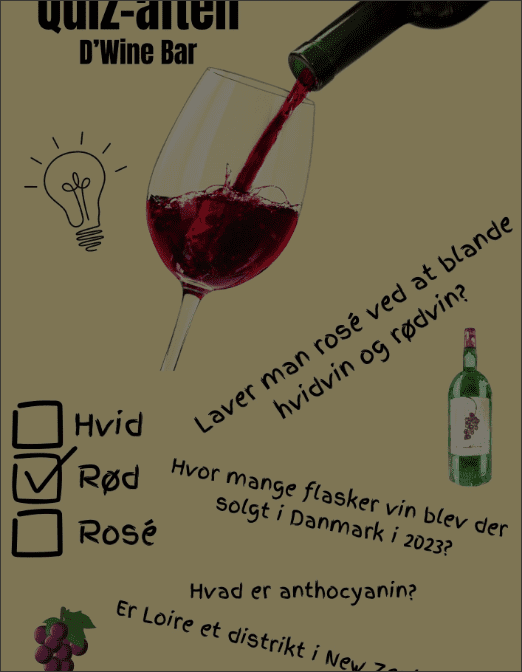 Quiz-aften
D'Wine Bar
Laver man rosé ved at blande
hvidvin og rødvin?
Hvid
Rød
Rosé
Hvor mange flasker vin blev der
solgt i Danmark i 2023?
Hvad er anthocyanin?
Er Loire et distrikt i New